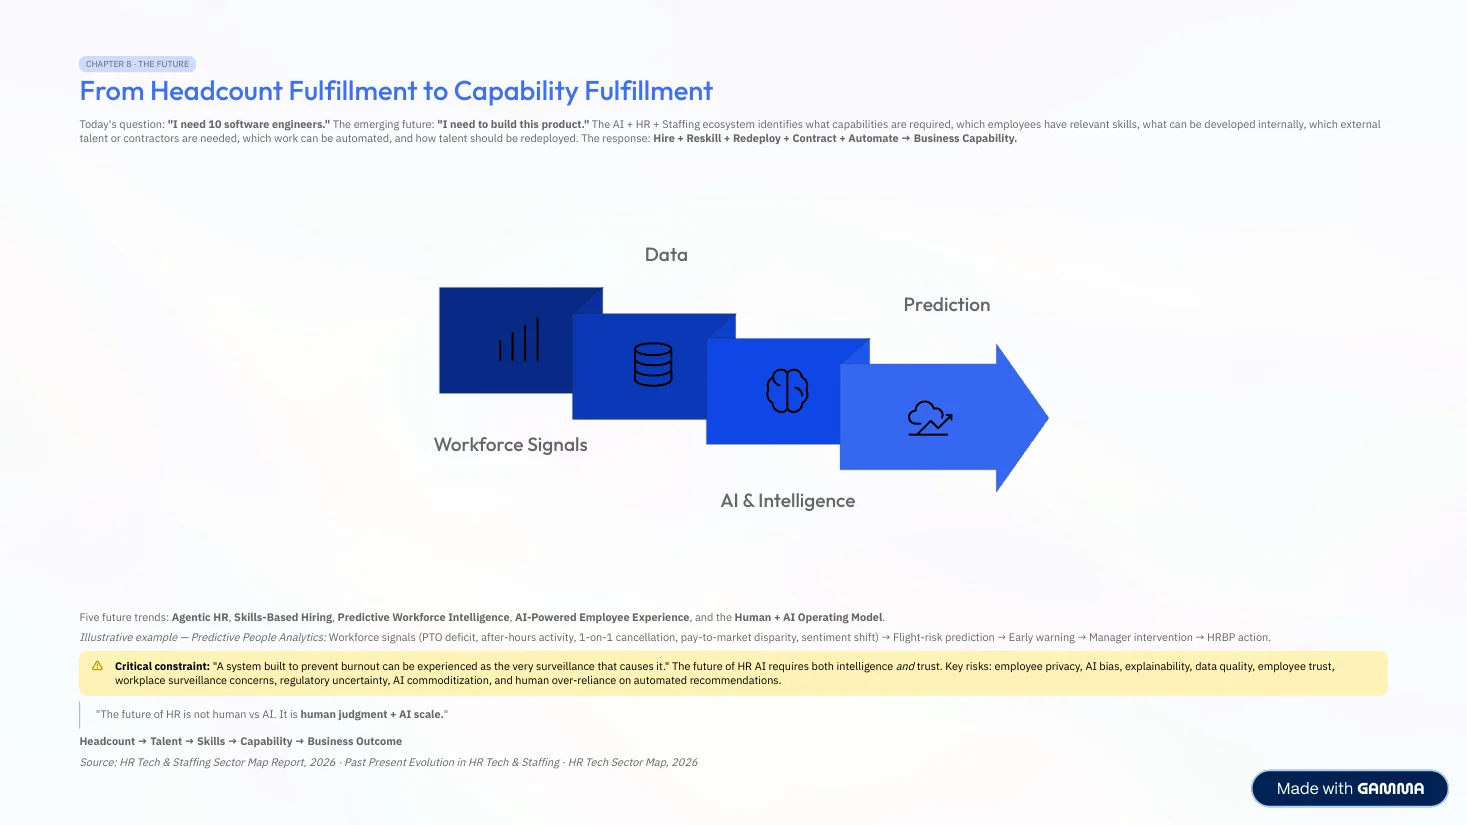 CHAPTER 8 · THE FUTURE
From Headcount Fulfillment to Capability Fulfillment
Today's question: "I need 10 software engineers." The emerging future: "I need to build this product." The AI + HR + Staffing ecosystem identifies what capabilities are required, which employees have relevant skills, what can be developed internally, which external
talent or contractors are needed, which work can be automated, and how talent should be redeployed. The response: Hire + Reskill + Redeploy + Contract + Automate → Business Capability.
Data
Prediction
Workforce Signals
AI & Intelligence
Five future trends: Agentic HR, Skills-Based Hiring, Predictive Workforce Intelligence, AI-Powered Employee Experience, and the Human + AI Operating Model.
Illustrative example — Predictive People Analytics: Workforce signals (PTO deficit, after-hours activity, 1-on-1 cancellation, pay-to-market disparity, sentiment shift) → Flight-risk prediction → Early warning → Manager intervention → HRBP action.
Critical constraint: "A system built to prevent burnout can be experienced as the very surveillance that causes it." The future of HR AI requires both intelligence and trust. Key risks: employee privacy, AI bias, explainability, data quality, employee trust,
workplace surveillance concerns, regulatory uncertainty, AI commoditization, and human over-reliance on automated recommendations.
"The future of HR is not human vs AI. It is human judgment + AI scale."
Headcount → Talent → Skills → Capability → Business Outcome
Source: HR Tech & Staffing Sector Map Report, 2026 · Past Present Evolution in HR Tech & Staffing · HR Tech Sector Map, 2026
Made with GAMMA